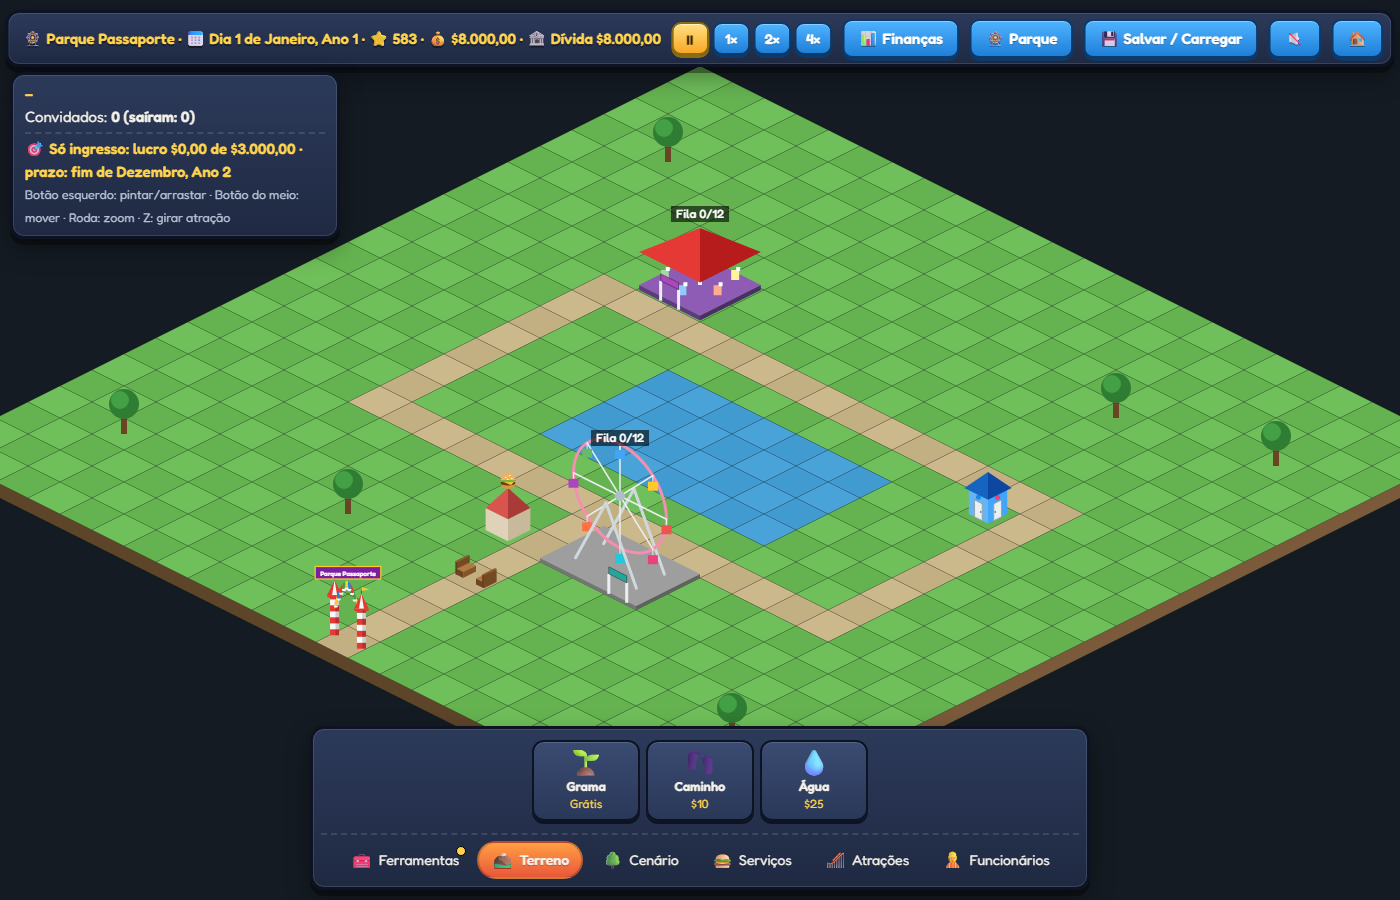 Parque Passaporte · Dia 1 de Janeiro, Ano 1 · 583 · $8.000,00 · Dívida $8.000,00
1x
2x
4x
Finanças
Parque
Salvar / Carregar
–
Convidados: 0 (saíram: 0)
Só ingresso: lucro $0,00 de $3.000,00 ·
prazo: fim de Dezembro, Ano 2
Botão esquerdo: pintar/arrastar · Botão do meio:
mover · Roda: zoom · Z: girar atração
Fila 0/12
Fila 0/12
Parque Passaporte
Grama
Grátis
Caminho
$10
Água
$25
Ferramentas
Terreno
Cenário
Serviços
Atrações
Funcionários